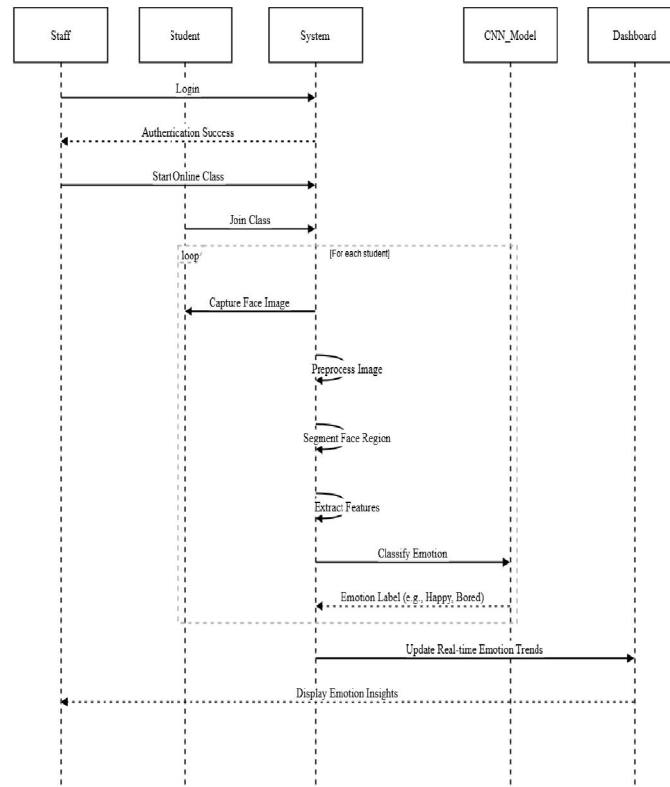 Staff
Student
System
CNN_Model
Dashboard
Login
Authentication Success
Start Online Class
Join Class
loop
[For each student]
Capture Face Image
Preprocess Image
Segment Face Region
Extract Features
Classify Emotion
Emotion Label (e.g., Happy, Bored)
Update Real-time Emotion Trends
Display Emotion Insights